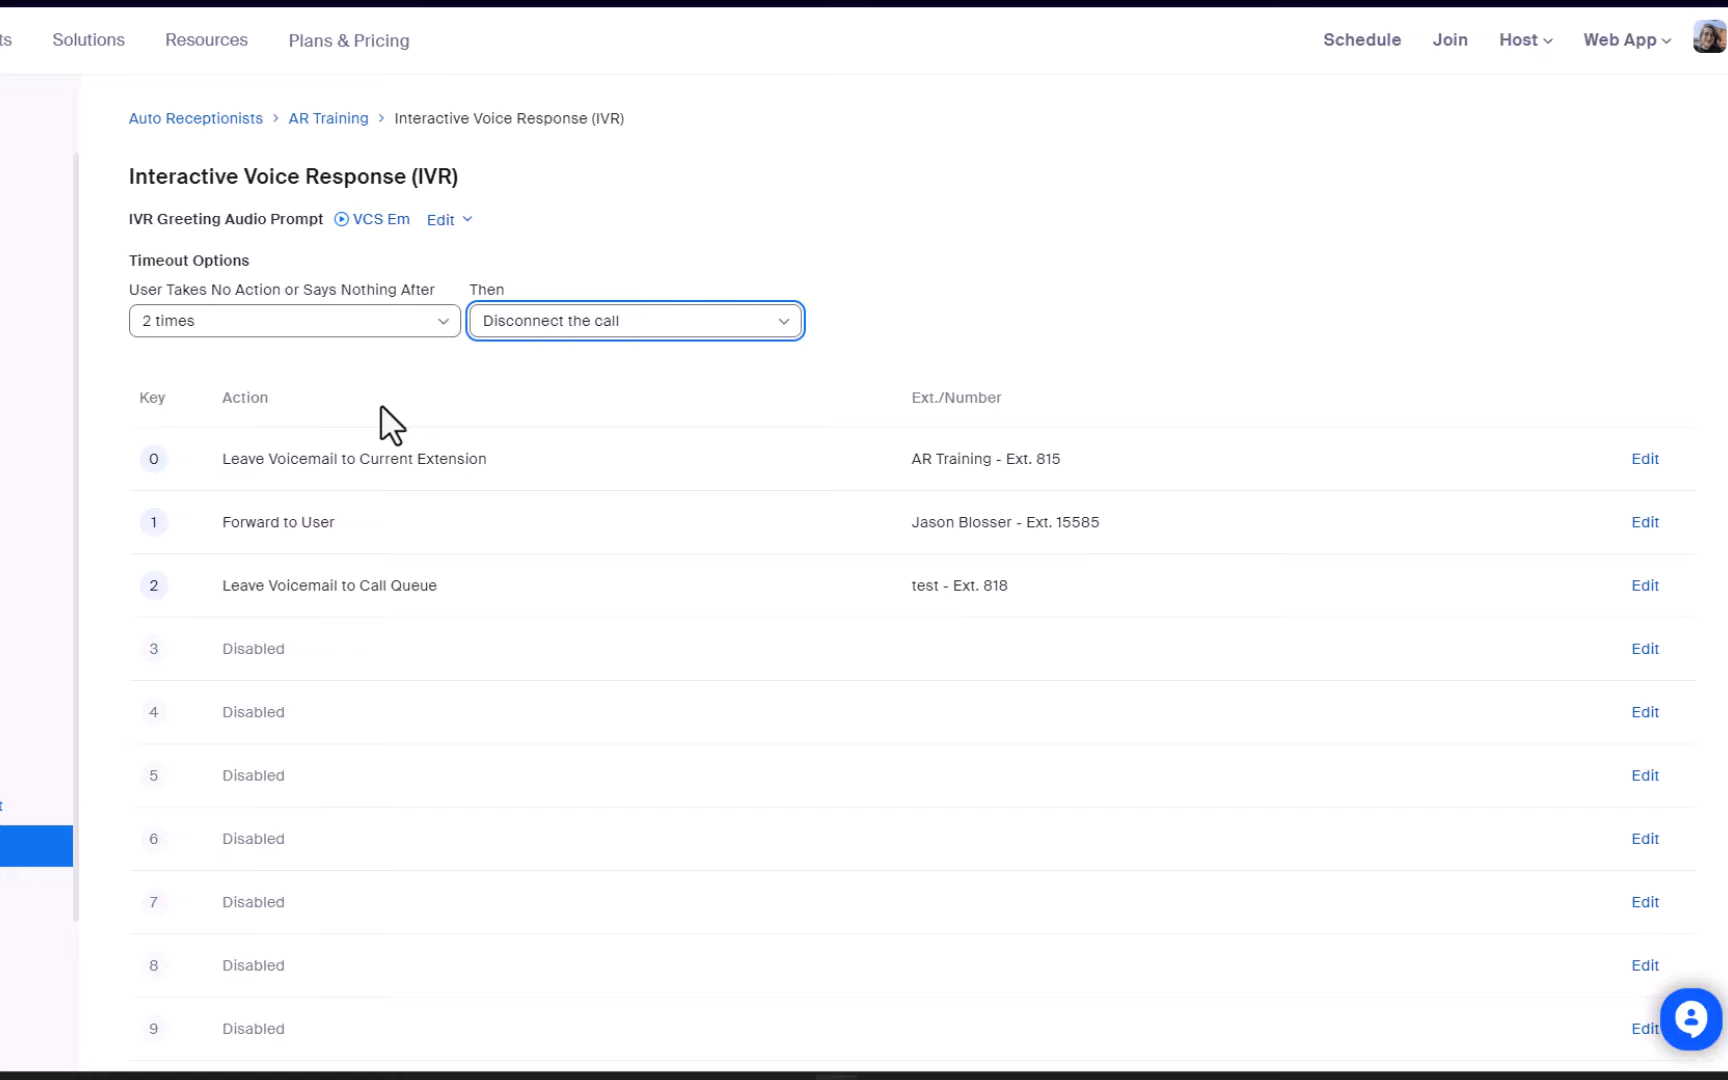 ts Solutions Resources Plans & Pricing Schedule Join Host Web App
Auto Receptionists > AR Training > Interactive Voice Response (IVR)
Interactive Voice Response (IVR)
IVR Greeting Audio Prompt VCS Em Edit
Timeout Options
User Takes No Action or Says Nothing After Then
2 times Disconnect the call
Key Action Ext./Number
0 Leave Voicemail to Current Extension AR Training - Ext. 815 Edit
1 Forward to User Jason Blosser - Ext. 15585 Edit
2 Leave Voicemail to Call Queue test - Ext. 818 Edit
3 Disabled Edit
4 Disabled Edit
5 Disabled Edit
t
6 Disabled Edit
7 Disabled Edit
8 Disabled Edit
9 Disabled Edit